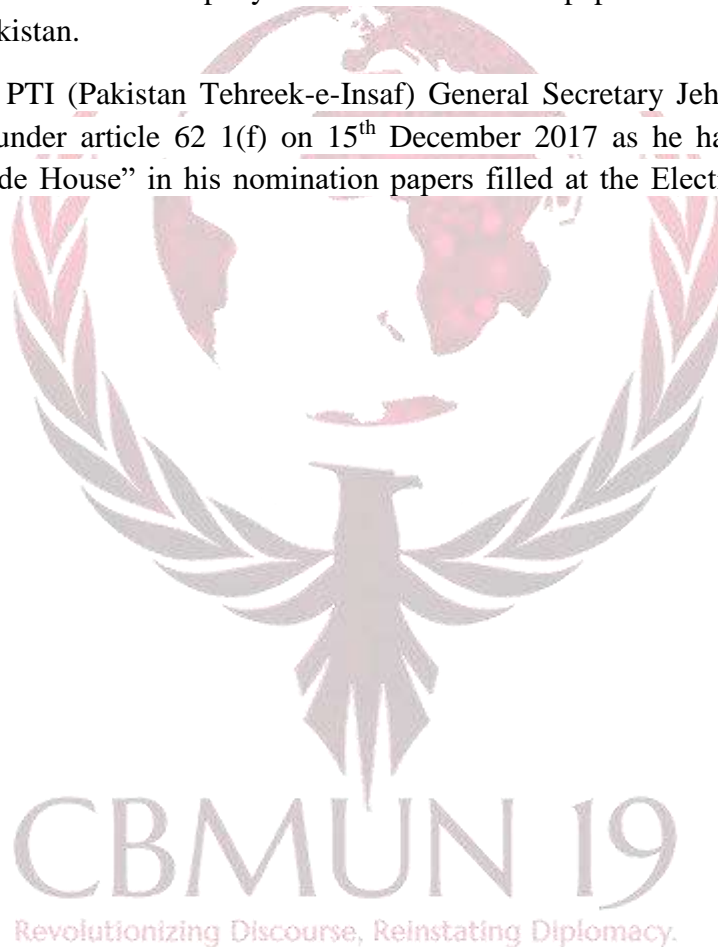 kistan.
PTI (Pakistan Tehreek-e-Insaf) General Secretary Jeh
under article 62 1(f) on 15th December 2017 as he ha
de House” in his nomination papers filled at the Elect
CBMUN 19
Revolutionizing Discourse, Reinstating Diplomacy.